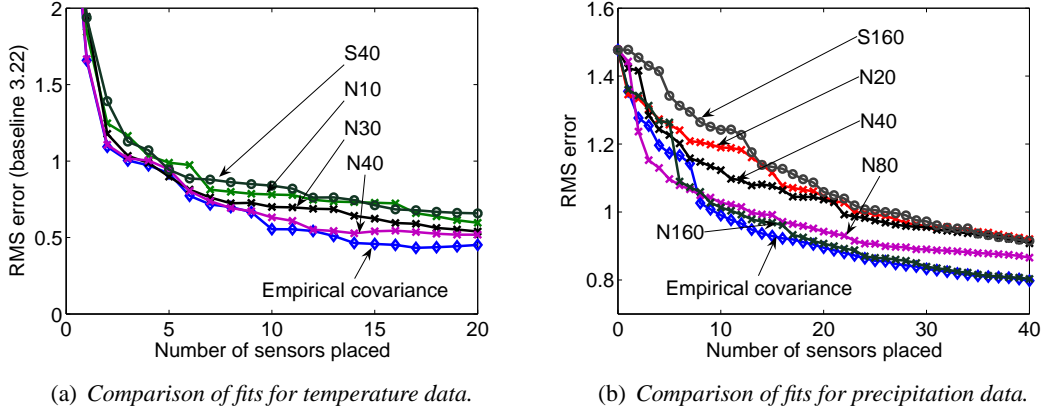 2
1.5
1
0.5
0
RMS error (baseline 3.22)
S40
N10
N30
N40
Empirical covariance
0 5 10 15 20
Number of sensors placed
(a) Comparison of fits for temperature data.
1.6
1.4
1.2
1
0.8
RMS error
S160
N20
N40
N80
N160
Empirical covariance
0 10 20 30 40
Number of sensors placed
(b) Comparison of fits for precipitation data.